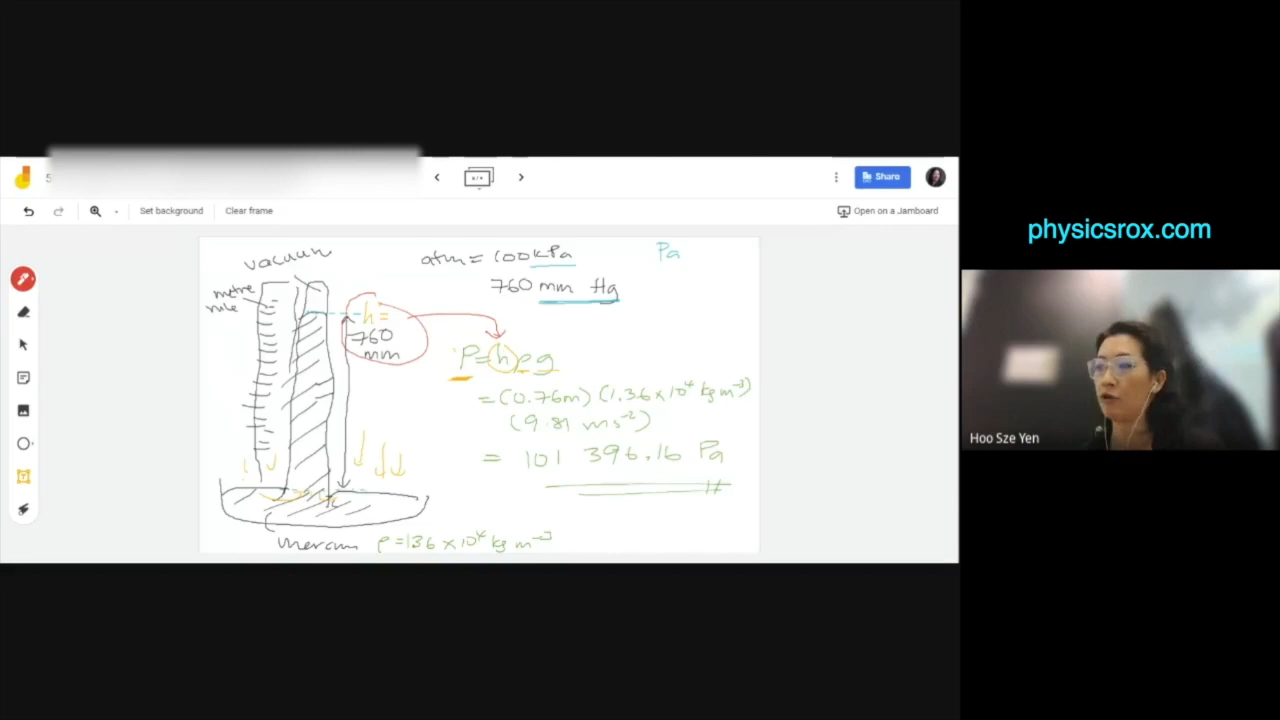 Share
Set background
Clear frame
Open on a Jamboard
vacuum
metre
rule
atm = 100kPa
Pa
760 mm Hg
h =
760
mm
P = hρg
= (0.76m) (1.36 x 10⁴ kg m⁻³)
(9.81 ms⁻²)
= 101 396.16 Pa
ρ = 1.36 x 10⁴ kg m⁻³
physicsrox.com
Hoo Sze Yen